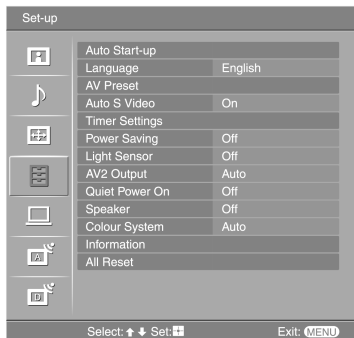 Set-up
Auto Start-up
Language English
AV Preset
Auto S Video On
Timer Settings
Power Saving Off
Light Sensor Off
AV2 Output Auto
Quiet Power On Off
Speaker Off
Colour System Auto
Information
All Reset
A
D
Select: Set: Exit: MENU